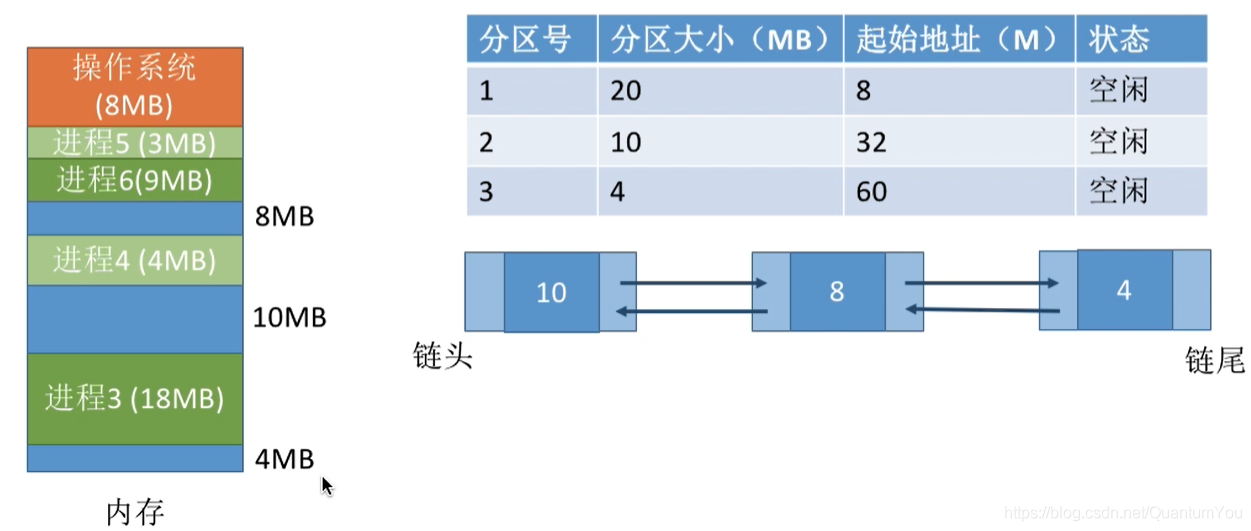 操作系统
(8MB)
进程5 (3MB)
进程6(9MB)
8MB
进程4 (4MB)
10MB
进程3 (18MB)
4MB
内存
分区号 分区大小（MB） 起始地址（M） 状态
1 20 8 空闲
2 10 32 空闲
3 4 60 空闲
10 8 4
链头 链尾
https://blog.csdn.net/QuantumYou